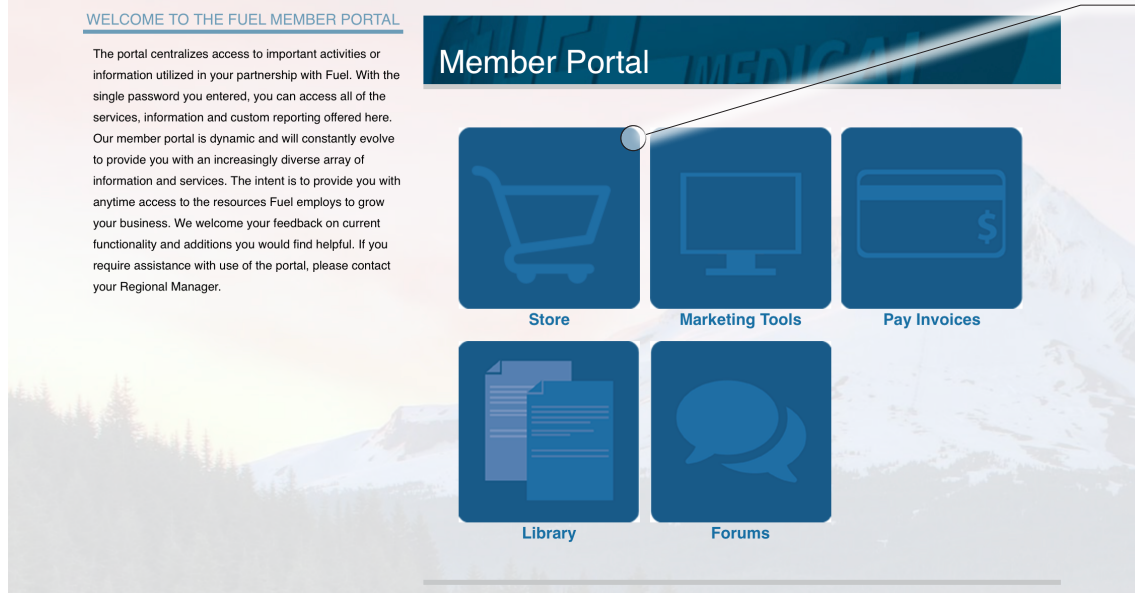 WELCOME TO THE FUEL MEMBER PORTAL
The portal centralizes access to important activities or
information utilized in your partnership with Fuel. With the
single password you entered, you can access all of the
services, information and custom reporting offered here.
Our member portal is dynamic and will constantly evolve
to provide you with an increasingly diverse array of
information and services. The intent is to provide you with
anytime access to the resources Fuel employs to grow
your business. We welcome your feedback on current
functionality and additions you would find helpful. If you
require assistance with use of the portal, please contact
your Regional Manager.
FUEL MEDICAL
Member Portal
$
Store
Marketing Tools
Pay Invoices
Library
Forums